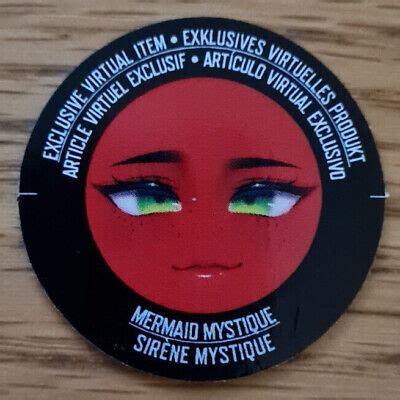 EXCLUSIVE VIRTUAL ITEM • EXKLUSIVES VIRTUELLES PRODUKT
ARTICLE VIRTUEL EXCLUSIF • ARTÍCULO VIRTUAL EXCLUSIVO
MERMAID MYSTIQUE
SIRÈNE MYSTIQUE